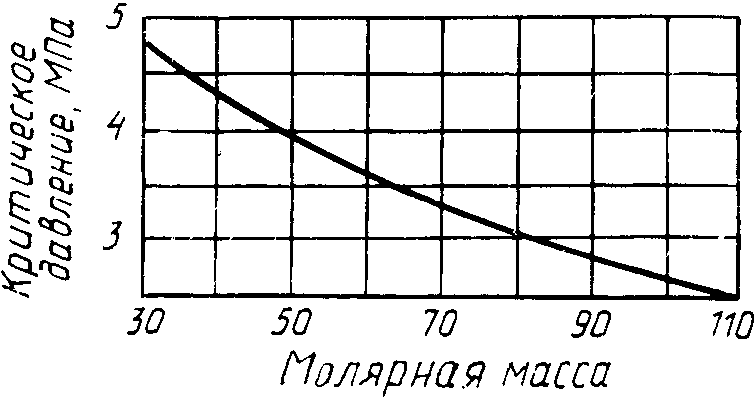 Критическое
давление, МПа
5
4
3
30 50 70 90 110
Молярная масса